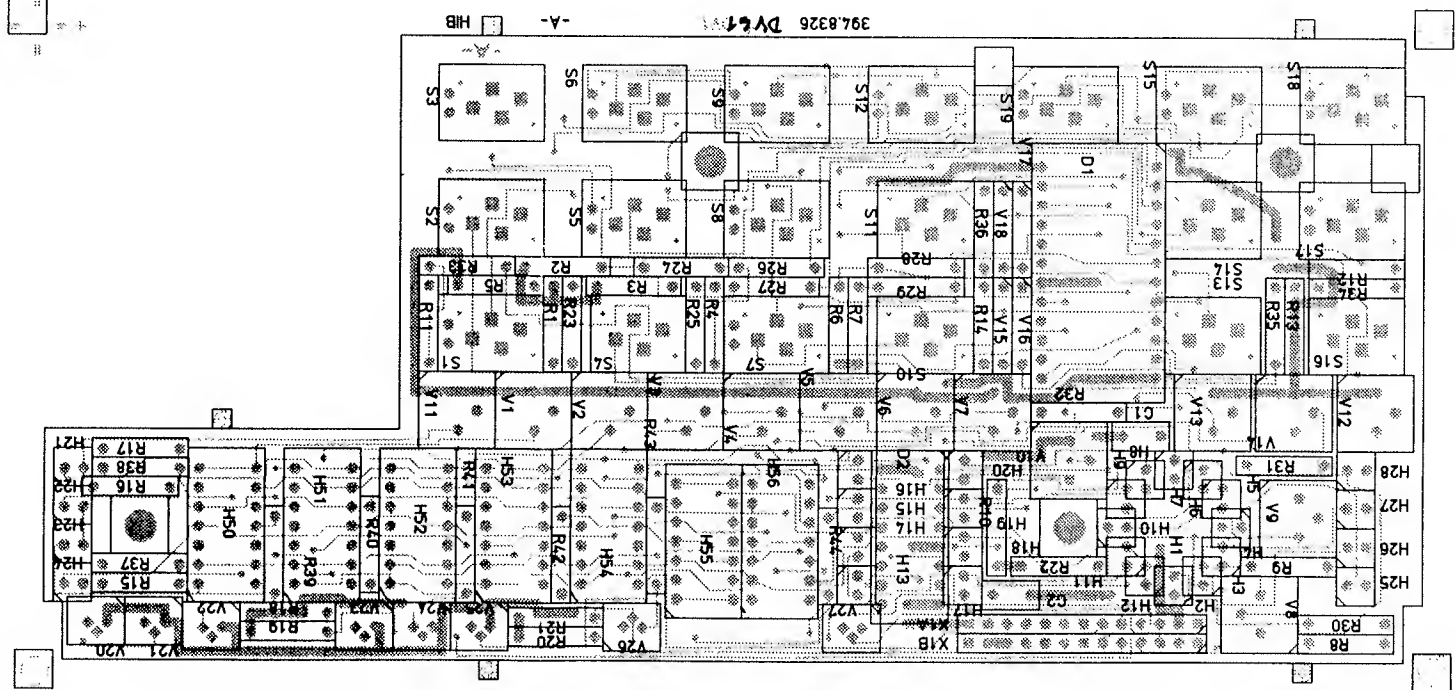 HIB -A- DV61 394.8326
-A-
S3 S6 S9 S12 S19 S15 S18
V17 D1
S2 S5 S8 S11 R36 V18 S17
R13 R2 R24 R26 R28 S14 R12
R5 R3 R27 R29 S13 R34
R11 R1 R23 R25 R4 R6 R7 R14 V15 V16 R35 R13
S1 S4 S7 S10 S16
V11 V1 V2 V3 V4 V5 V6 V7 R32 C1 V13 V14 V12
R43
H21 R17 H53 D2 H20 V10 H8
R38 R41 H56 H9 R31 H28
H22 R16 H51 H16 H7 H5
H50 H52 H15 R10 H19 H6 V9 H27
H23 R40 H14 H10
R42 R44 H18 H1 H4 H26
H24 R37 R39 H54 H55 H13 R22 R9
R15 H11 H3 H25
V22 R18 V23 V24 V25 V27 H17 C2 H12 H2 V8
R19 R21 X1A R30
V20 V21 R20 V26 X1B R8